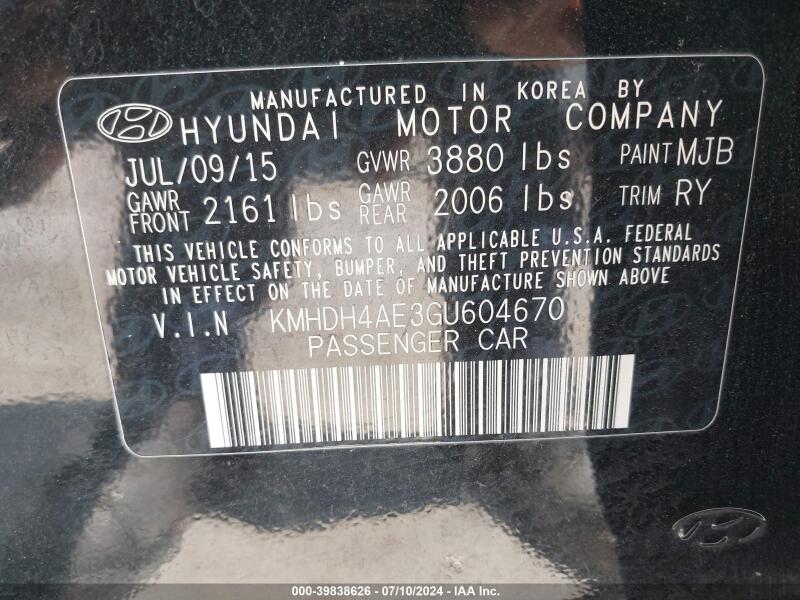 MANUFACTURED IN KOREA BY
HYUNDAI MOTOR COMPANY
JUL/09/15 GVWR 3880 lbs PAINT MJB
GAWR FRONT 2161 lbs GAWR REAR 2006 lbs TRIM RY
THIS VEHICLE CONFORMS TO ALL APPLICABLE U.S.A. FEDERAL
MOTOR VEHICLE SAFETY, BUMPER, AND THEFT PREVENTION STANDARDS
IN EFFECT ON THE DATE OF MANUFACTURE SHOWN ABOVE
V.I.N KMHDH4AE3GU604670
PASSENGER CAR
000-39838626 - 07/10/2024 - IAA Inc.